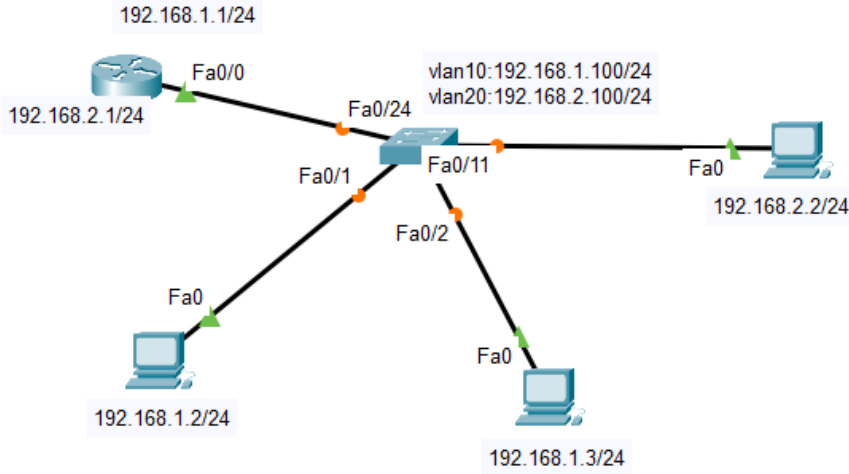 192.168.1.1/24
Fa0/0
192.168.2.1/24
Fa0/24
vlan10:192.168.1.100/24
vlan20:192.168.2.100/24
Fa0/1
Fa0/11
Fa0
192.168.2.2/24
Fa0/2
Fa0
Fa0
192.168.1.2/24
192.168.1.3/24